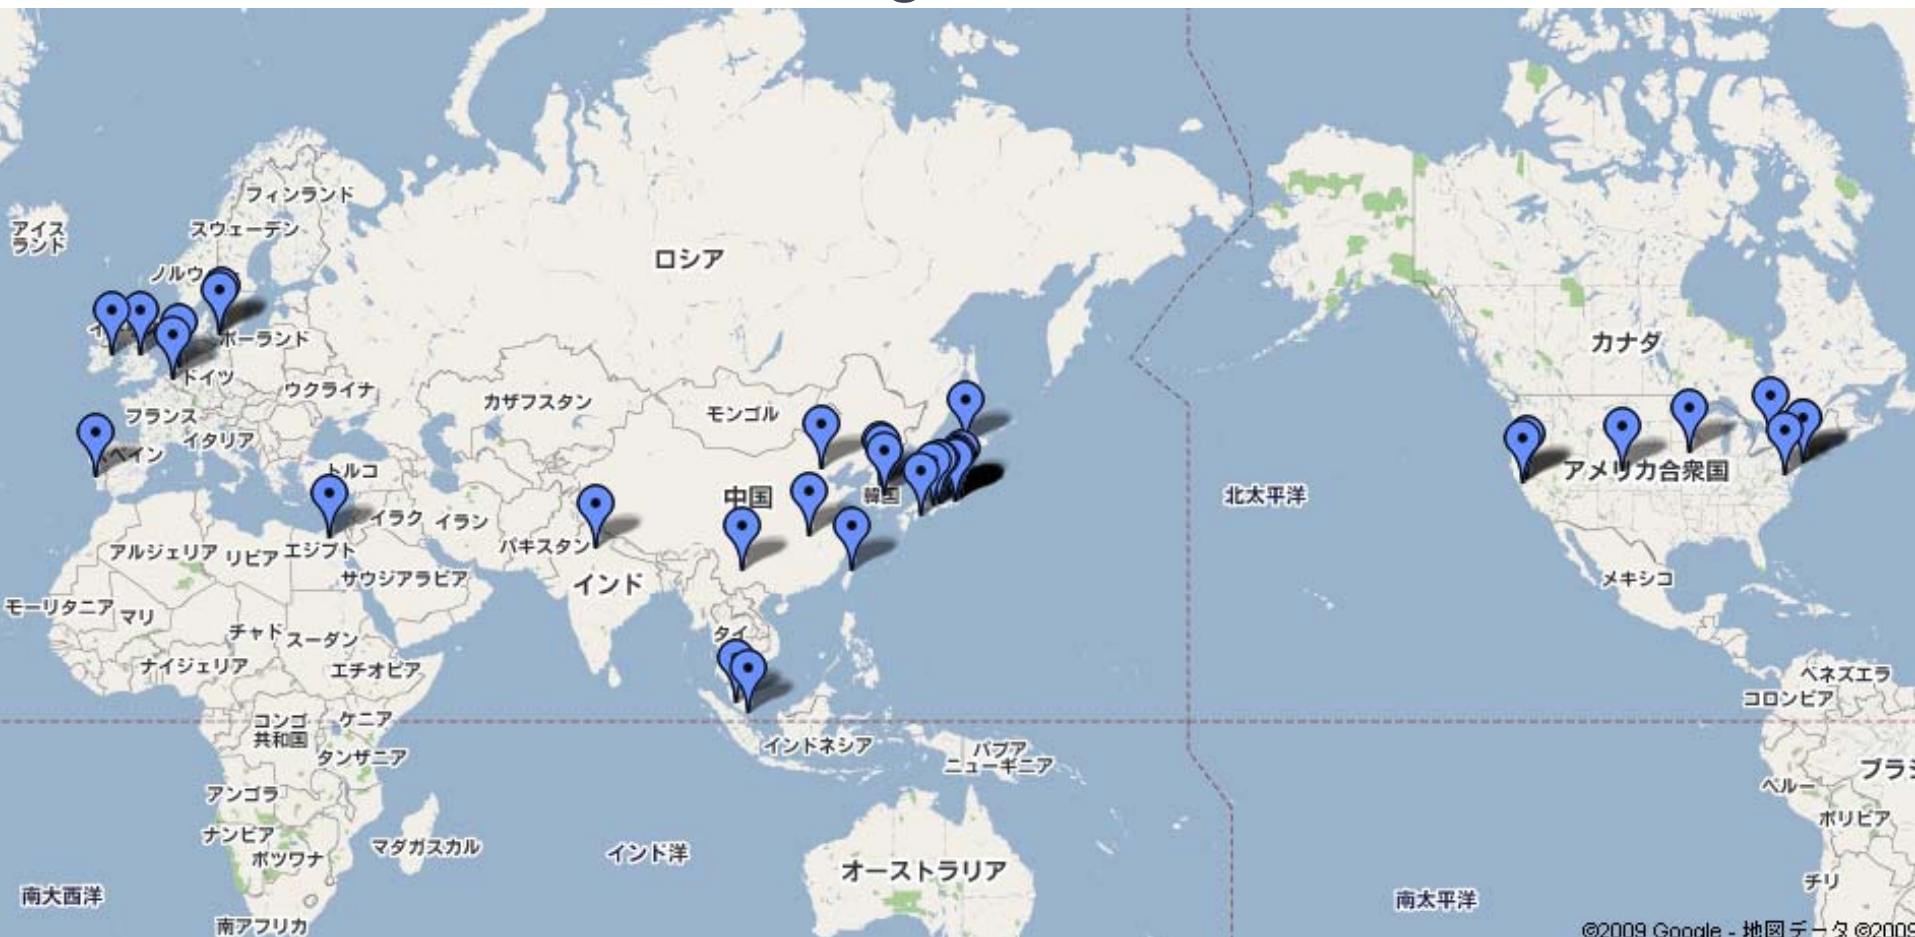 フィンランド
アイス
ランド
スウェーデン
ロシア
ノルウ
ポーランド
カナダ
ドイツ
ウクライナ
カザフスタン
モンゴル
フランス
イタリア
ペイン
トルコ
アメリカ合衆国
中国
韓国
北太平洋
イラク
イラン
アルジェリア
リビア
エジプト
パキスタン
サウジアラビア
インド
メキシコ
モーリタニア
マリ
チャド
スーダン
タイ
ナイジェリア
エチオピア
ベネズエラ
コロンビア
コンゴ
共和国
ケニア
インドネシア
パプア
ニューギニア
タンザニア
ブラジ
アンゴラ
ペルー
ボリビア
ナンビア
ボツワナ
マダガスカル
インド洋
オーストラリア
チリ
南大西洋
南太平洋
南アフリカ
©2009 Google - 地図データ ©2009